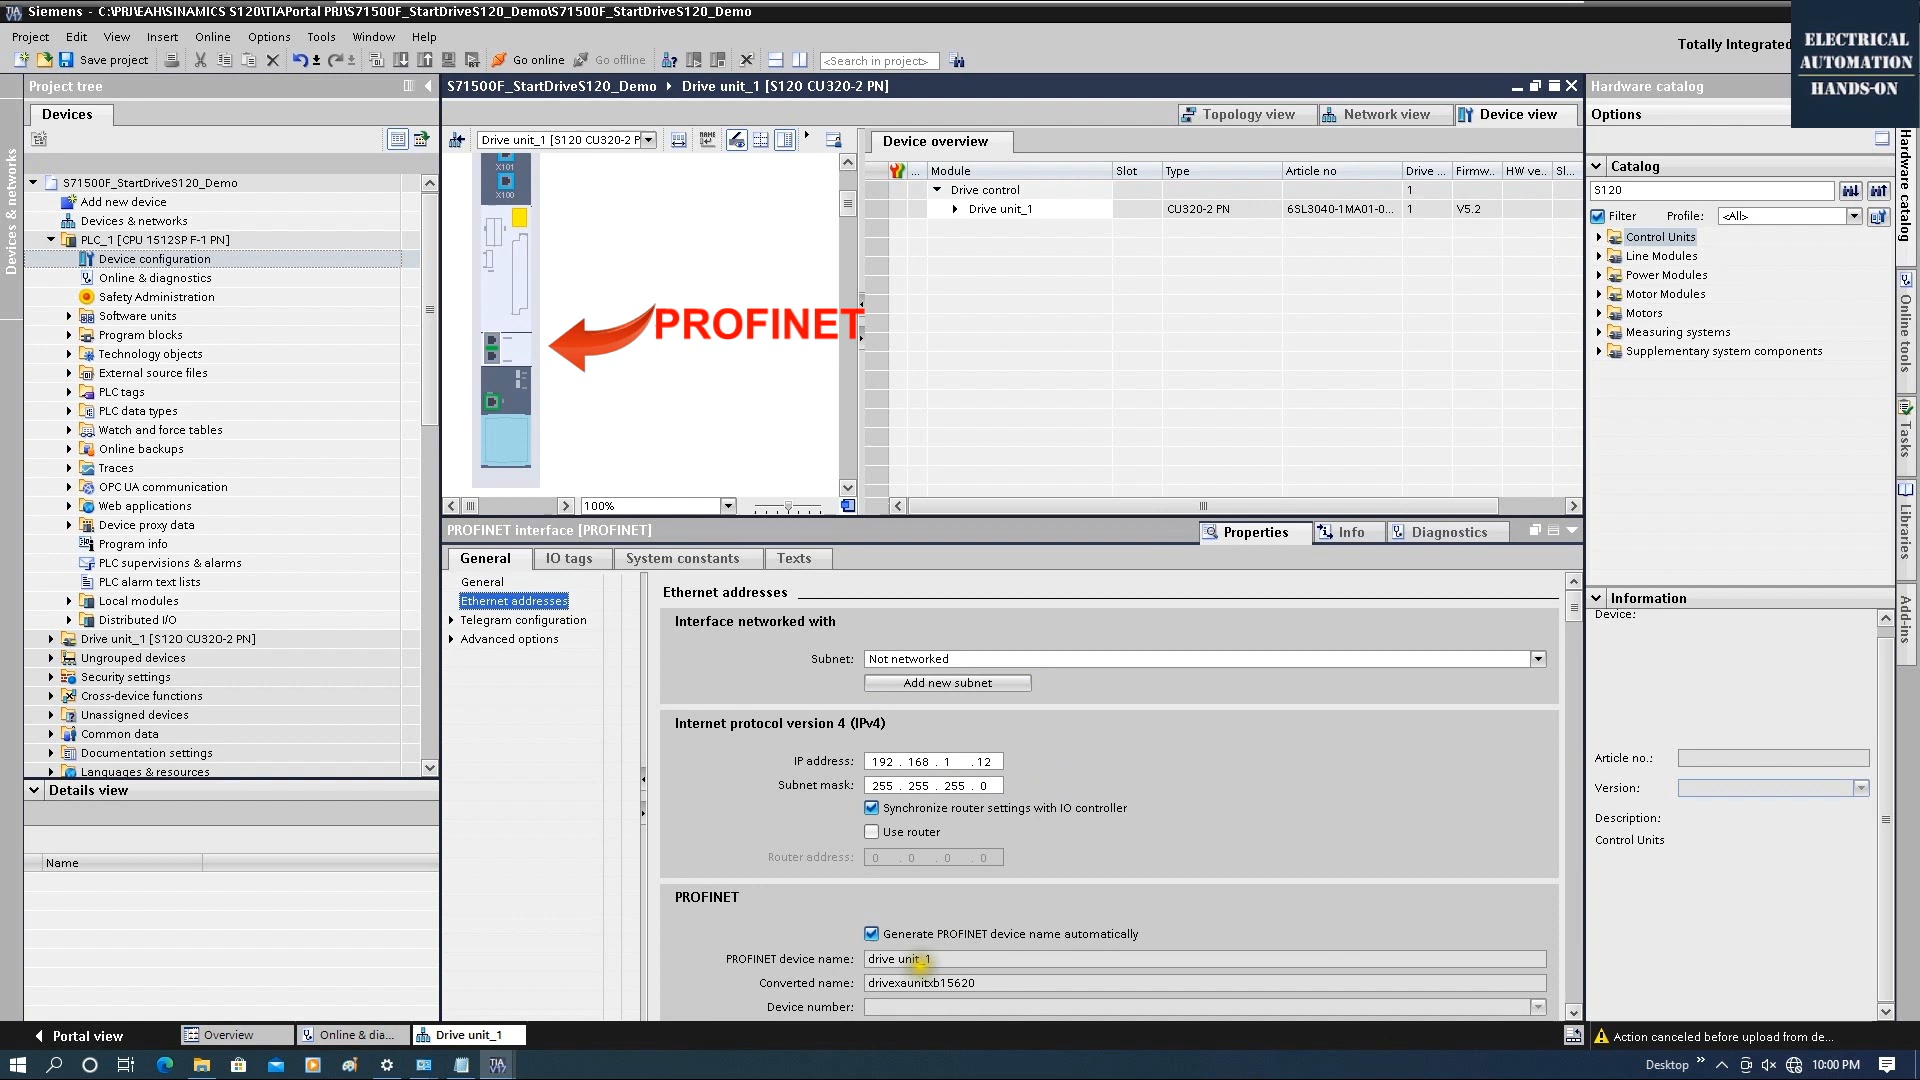 Siemens - C:\PRJ\EAH\SINAMICS S120\TIAPortal PRJ\S71500F_StartDriveS120_Demo\S71500F_StartDriveS120_Demo
Project Edit View Insert Online Options Tools Window Help
Totally Integrated
ELECTRICAL
AUTOMATION
HANDS-ON
Save project
Go online
Go offline
<Search in project>
Project tree
S71500F_StartDriveS120_Demo
Drive unit_1 [S120 CU320-2 PN]
Hardware catalog
Devices
Topology view
Network view
Device view
Options
Drive unit_1 [S120 CU320-2 P
Device overview
Devices & networks
S71500F_StartDriveS120_Demo
Add new device
Devices & networks
PLC_1 [CPU 1512SP F-1 PN]
Device configuration
Online & diagnostics
Safety Administration
Software units
Program blocks
Technology objects
External source files
PLC tags
PLC data types
Watch and force tables
Online backups
Traces
OPC UA communication
Web applications
Device proxy data
Program info
PLC supervisions & alarms
PLC alarm text lists
Local modules
Distributed I/O
Drive unit_1 [S120 CU320-2 PN]
Ungrouped devices
Security settings
Cross-device functions
Unassigned devices
Common data
Documentation settings
Languages & resources
X101
X100
PROFINET
100%
... Module Slot Type Article no Drive ... Firmw... HW ve... Sl...
Drive control 1
Drive unit_1 CU320-2 PN 6SL3040-1MA01-0... 1 V5.2
Catalog
S120
Filter Profile: <All>
Control Units
Line Modules
Power Modules
Motor Modules
Motors
Measuring systems
Supplementary system components
Hardware catalog
Online tools
Tasks
Libraries
Add-ins
PROFINET interface [PROFINET]
Properties
Info
Diagnostics
General
IO tags
System constants
Texts
General
Ethernet addresses
Telegram configuration
Advanced options
Ethernet addresses
Interface networked with
Subnet: Not networked
Add new subnet
Internet protocol version 4 (IPv4)
IP address: 192 . 168 . 1 . 12
Subnet mask: 255 . 255 . 255 . 0
Synchronize router settings with IO controller
Use router
Router address: 0 . 0 . 0 . 0
PROFINET
Generate PROFINET device name automatically
PROFINET device name: drive unit_1
Converted name: drivexaunitxb15620
Device number:
Information
Device:
Article no.:
Version:
Description:
Control Units
Details view
Name
Portal view
Overview
Online & dia...
Drive unit_1
Action canceled before upload from de...
Desktop
10:00 PM